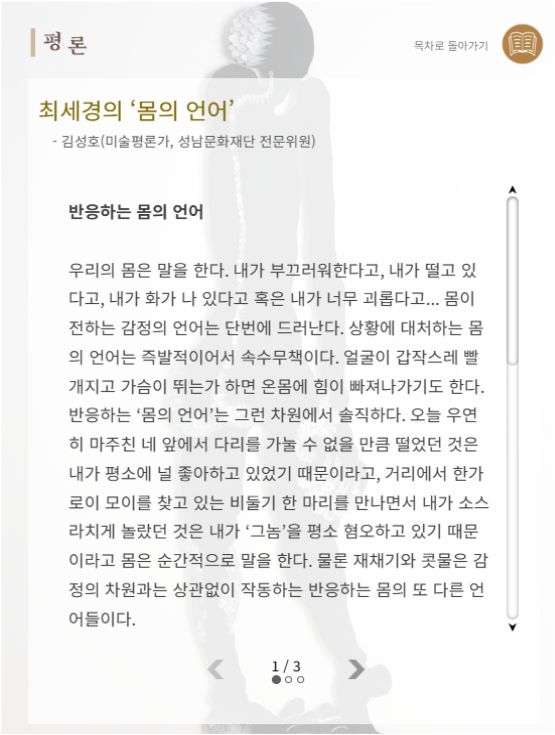 평 론
목차로 돌아가기
최세경의 ‘몸의 언어’
- 김성호(미술평론가, 성남문화재단 전문위원)
반응하는 몸의 언어
우리의 몸은 말을 한다. 내가 부끄러워한다고, 내가 떨고 있
다고, 내가 화가 나 있다고 혹은 내가 너무 괴롭다고... 몸이
전하는 감정의 언어는 단번에 드러난다. 상황에 대처하는 몸
의 언어는 즉발적이어서 속수무책이다. 얼굴이 갑작스레 빨
개지고 가슴이 뛰는가 하면 온몸에 힘이 빠져나가기도 한다.
반응하는 ‘몸의 언어’는 그런 차원에서 솔직하다. 오늘 우연
히 마주친 네 앞에서 다리를 가눌 수 없을 만큼 떨었던 것은
내가 평소에 널 좋아하고 있었기 때문이라고, 거리에서 한가
로이 모이를 찾고 있는 비둘기 한 마리를 만나면서 내가 소스
라치게 놀랐던 것은 내가 ‘그놈’을 평소 혐오하고 있기 때문
이라고 몸은 순간적으로 말을 한다. 물론 재채기와 콧물은 감
정의 차원과는 상관없이 작동하는 반응하는 몸의 또 다른 언
어들이다.
1 / 3